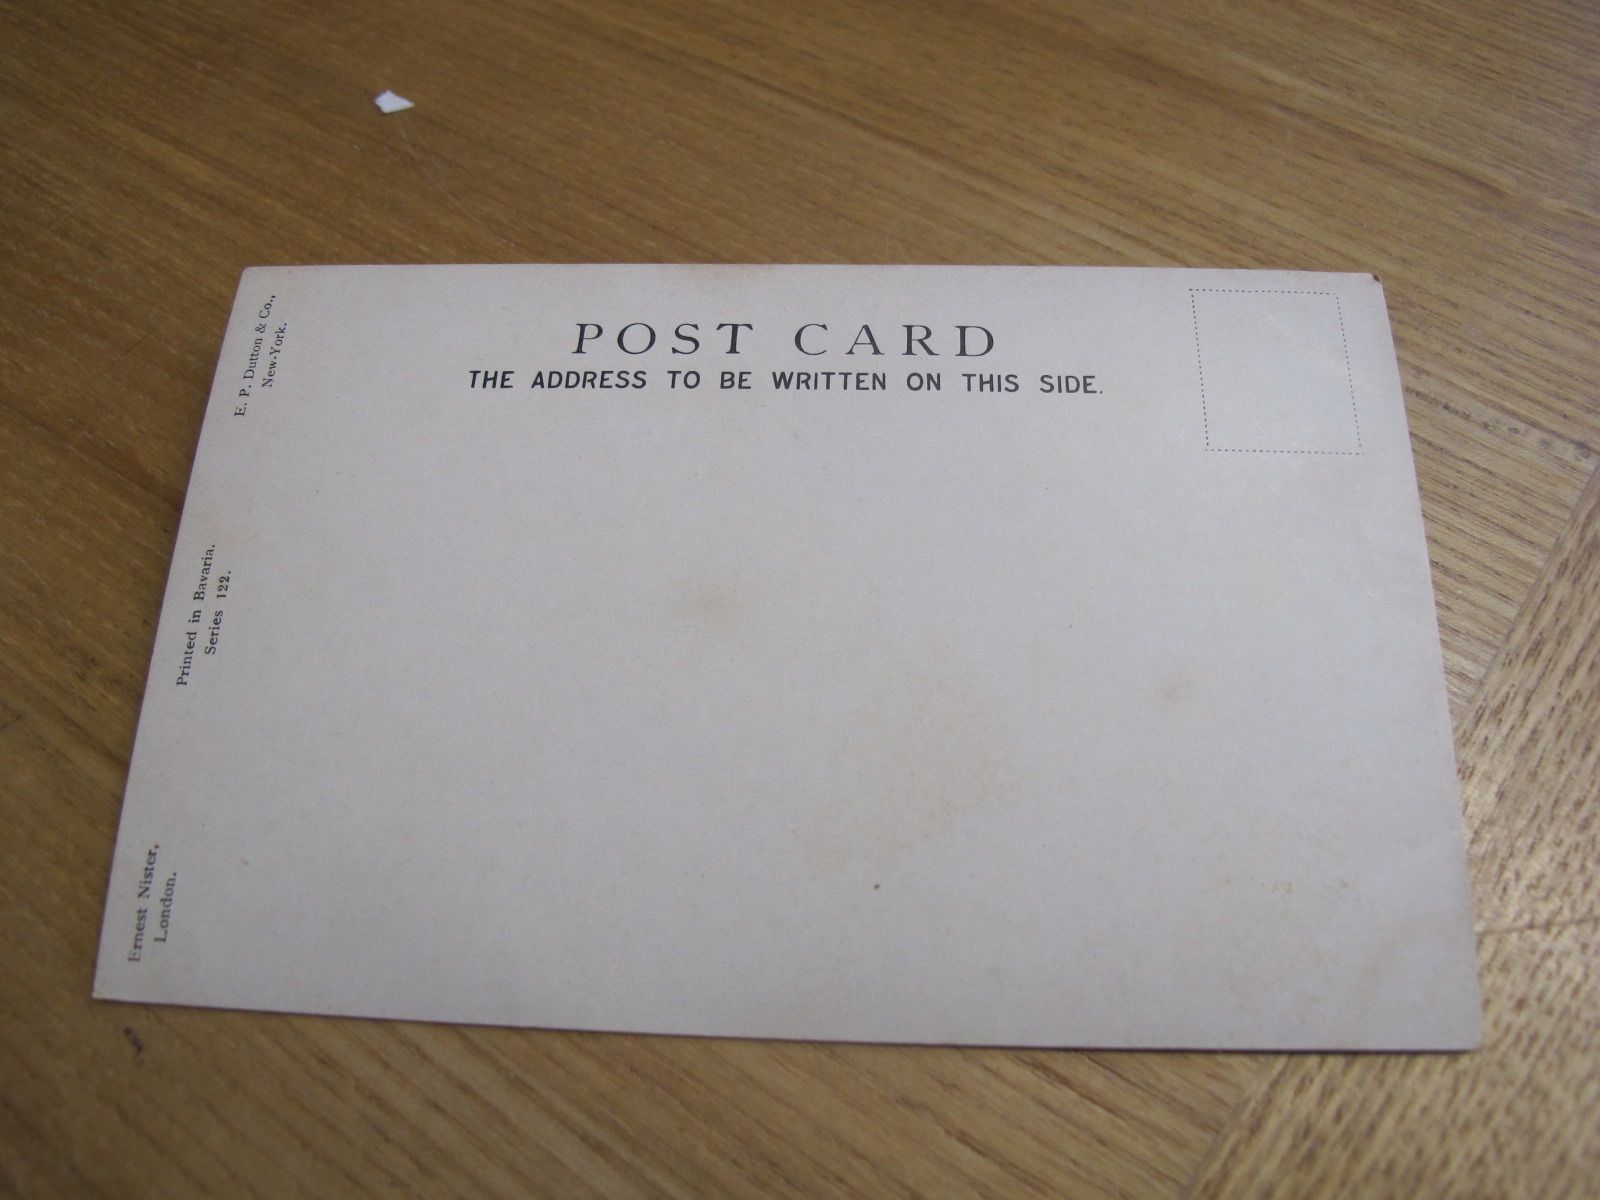 POST CARD
THE ADDRESS TO BE WRITTEN ON THIS SIDE.
E. P. Dutton & Co.,
New-York.
Printed in Bavaria.
Series 122.
Ernest Nister,
London.